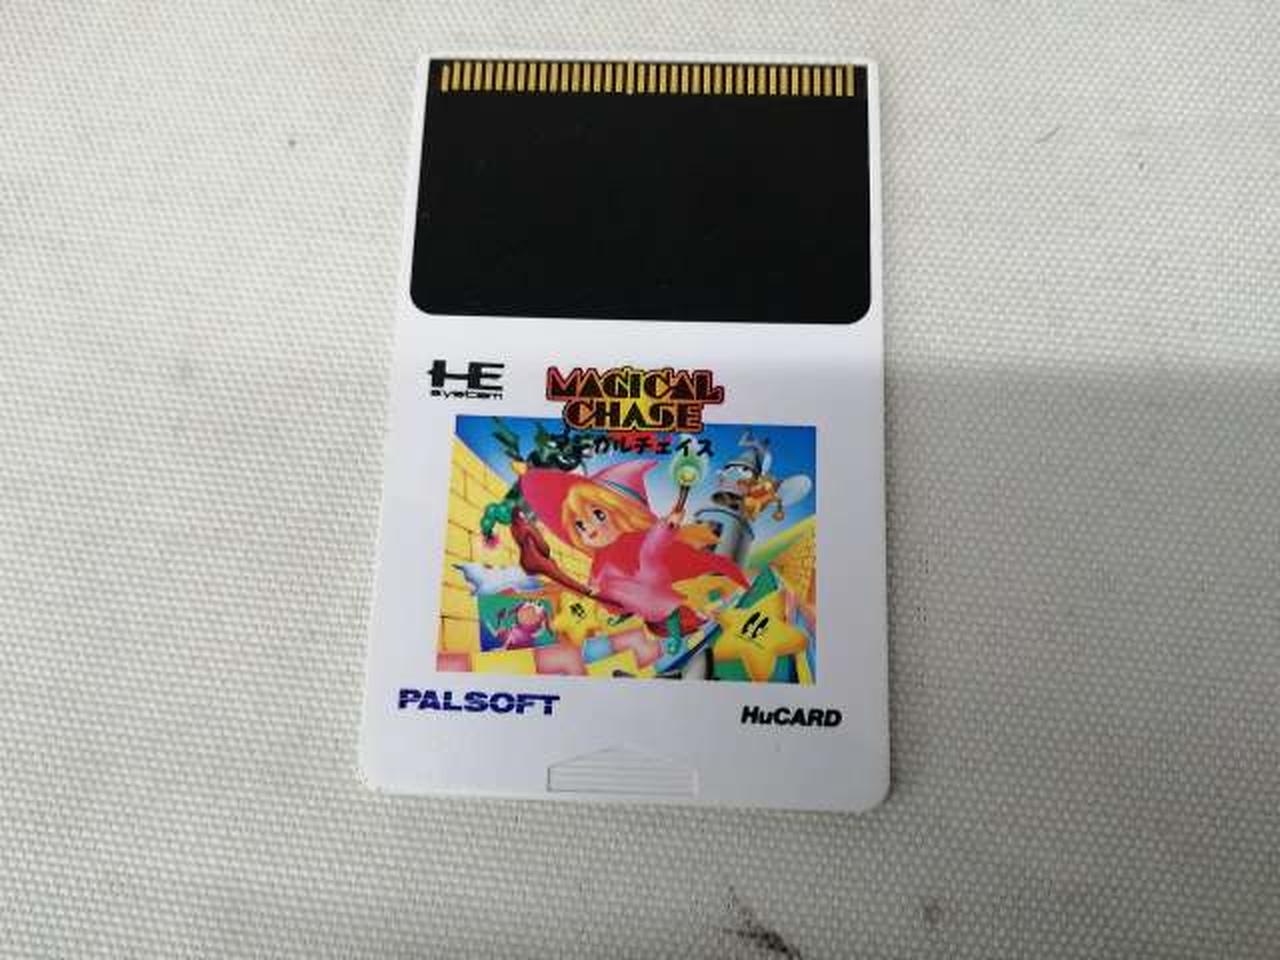 HE
system
MAGICAL
CHASE
マジカルチェイス
PALSOFT
HuCARD